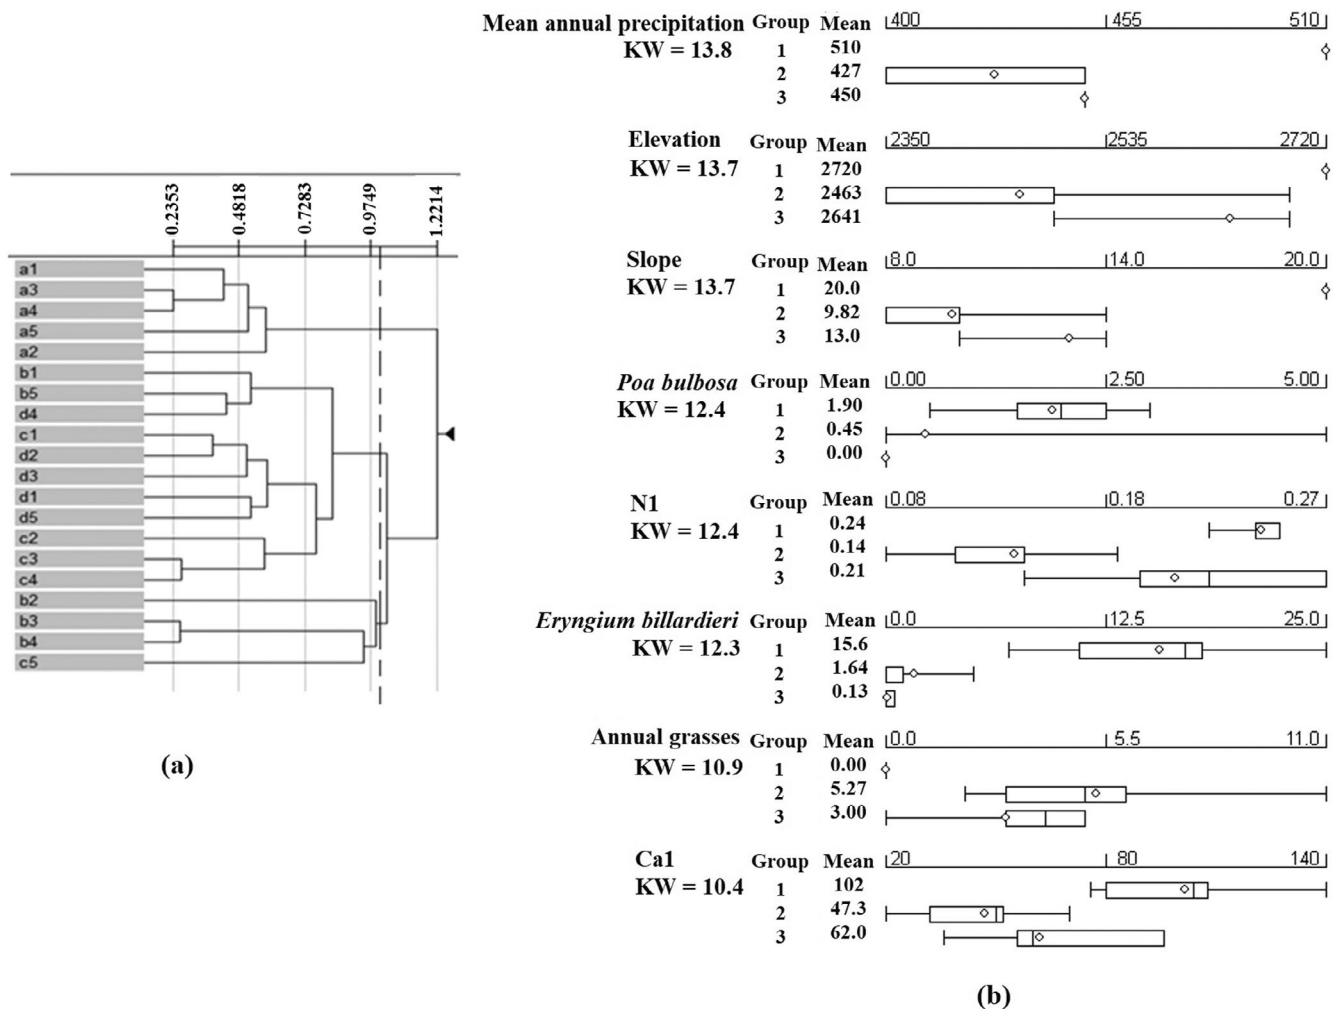 0.2353 0.4818 0.7283 0.9749 1.2214
a1
a3
a4
a5
a2
b1
b5
d4
c1
d2
d3
d1
d5
c2
c3
c4
b2
b3
b4
c5
(a)
Mean annual precipitation Group Mean 400 455 510
KW = 13.8 1 510
2 427
3 450
Elevation Group Mean 2350 2535 2720
KW = 13.7 1 2720
2 2463
3 2641
Slope Group Mean 8.0 14.0 20.0
KW = 13.7 1 20.0
2 9.82
3 13.0
Poa bulbosa Group Mean 0.00 2.50 5.00
KW = 12.4 1 1.90
2 0.45
3 0.00
N1 Group Mean 0.08 0.18 0.27
KW = 12.4 1 0.24
2 0.14
3 0.21
Eryngium billardieri Group Mean 0.0 12.5 25.0
KW = 12.3 1 15.6
2 1.64
3 0.13
Annual grasses Group Mean 0.0 5.5 11.0
KW = 10.9 1 0.00
2 5.27
3 3.00
Ca1 Group Mean 20 80 140
KW = 10.4 1 102
2 47.3
3 62.0
(b)